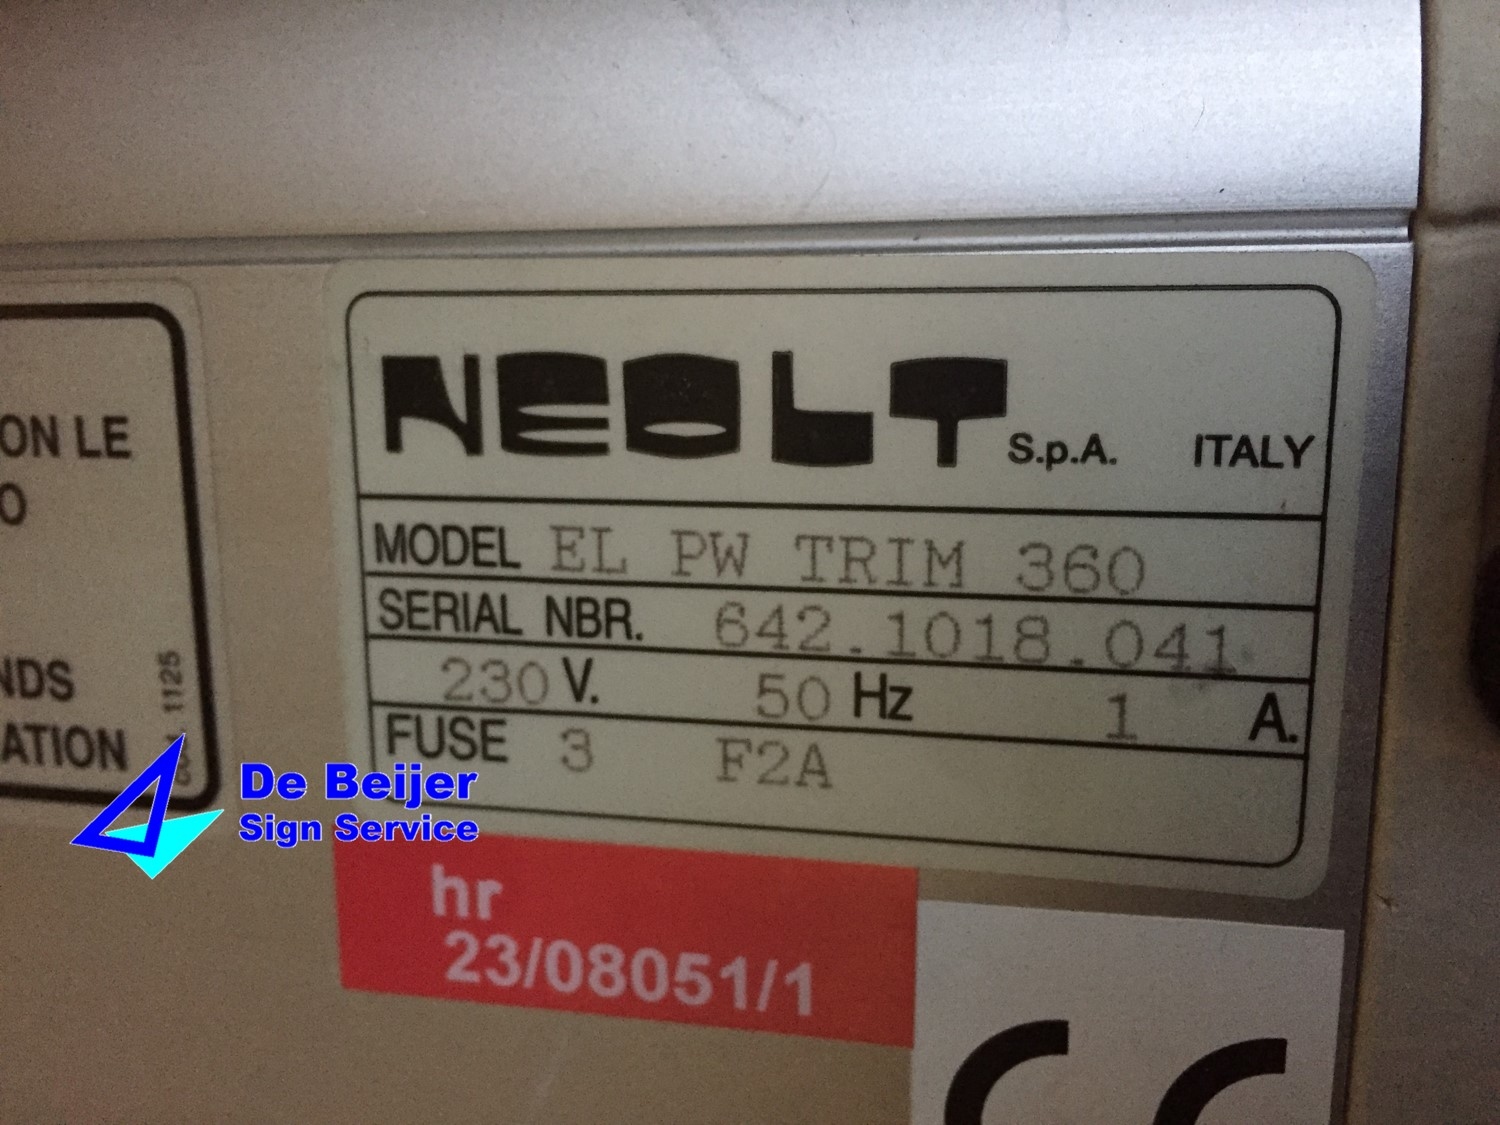 NEOLT S.p.A. ITALY
MODEL EL PW TRIM 360
SERIAL NBR. 642.1018.041
230 V. 50 Hz 1 A.
FUSE 3 F2A
ON LE
O
NDS
ATION
1125
De Beijer
Sign Service
hr
23/08051/1
CE